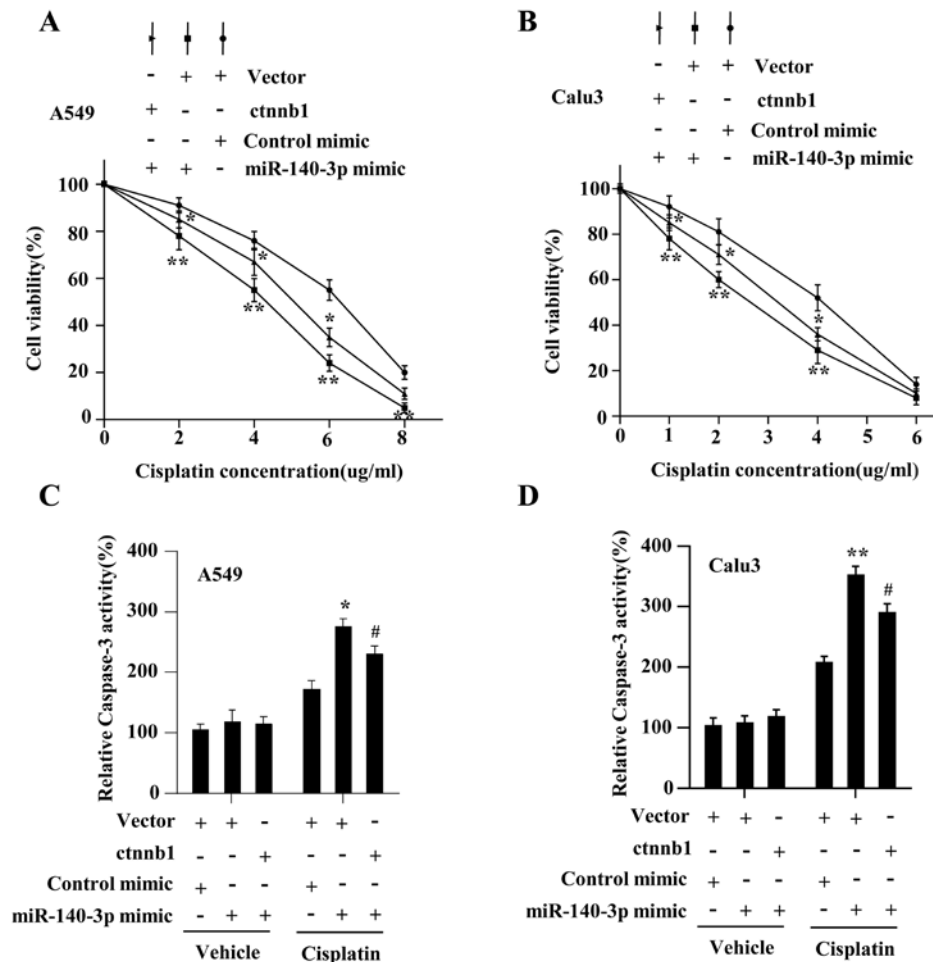 A
- + + Vector
A549
+ - - ctnnb1
- - + Control mimic
+ + - miR-140-3p mimic
100
80
60
40
20
0
Cell viability(%)
*
**
*
**
*
**
**
0 2 4 6 8
Cisplatin concentration(ug/ml)
B
- + + Vector
Calu3
+ - - ctnnb1
- - + Control mimic
+ + - miR-140-3p mimic
100
80
60
40
20
0
Cell viability(%)
*
**
*
**
*
**
0 1 2 3 4 5 6
Cisplatin concentration(ug/ml)
C
Relative Caspase-3 activity(%)
400
300
200
100
0
A549
*
#
Vector + + - + + -
ctnnb1 - - + - - +
Control mimic + - - + - -
miR-140-3p mimic - + + - + +
Vehicle Cisplatin
D
Relative Caspase-3 activity(%)
400
300
200
100
0
Calu3
**
#
Vector + + - + + -
ctnnb1 - - + - - +
Control mimic + - - + - -
miR-140-3p mimic - + + - + +
Vehicle Cisplatin